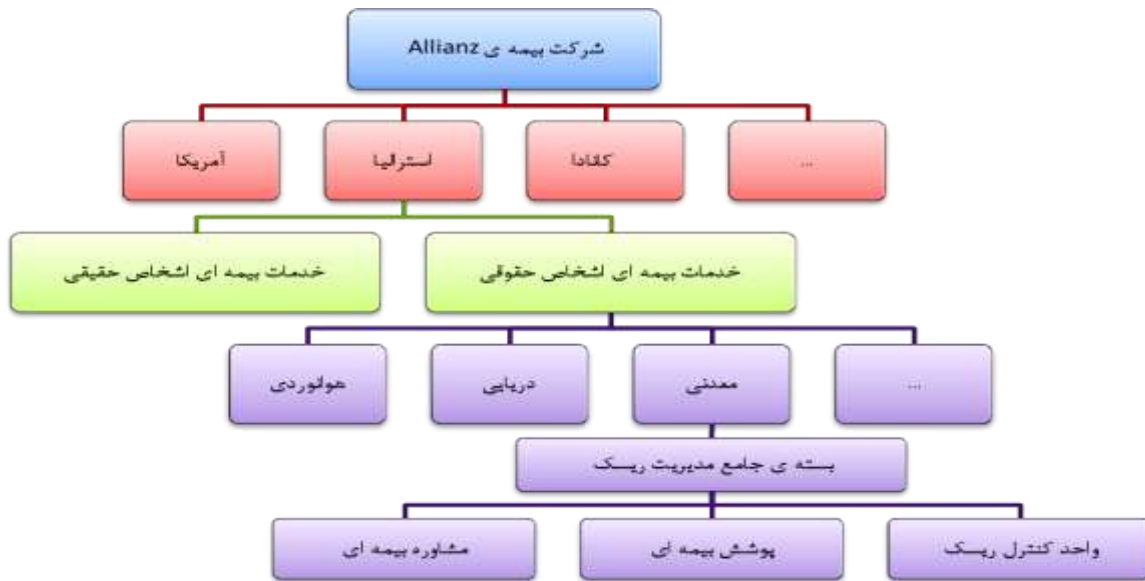 شرکت بیمه ی Allianz
...
کانادا
استرالیا
آمریکا
خدمات بیمه ای اشخاص حقوقی
خدمات بیمه ای اشخاص حقیقی
...
معدنی
دریایی
هوانوردی
بسته ی جامع مدیریت ریسک
واحد کنترل ریسک
پوشش بیمه ای
مشاوره بیمه ای